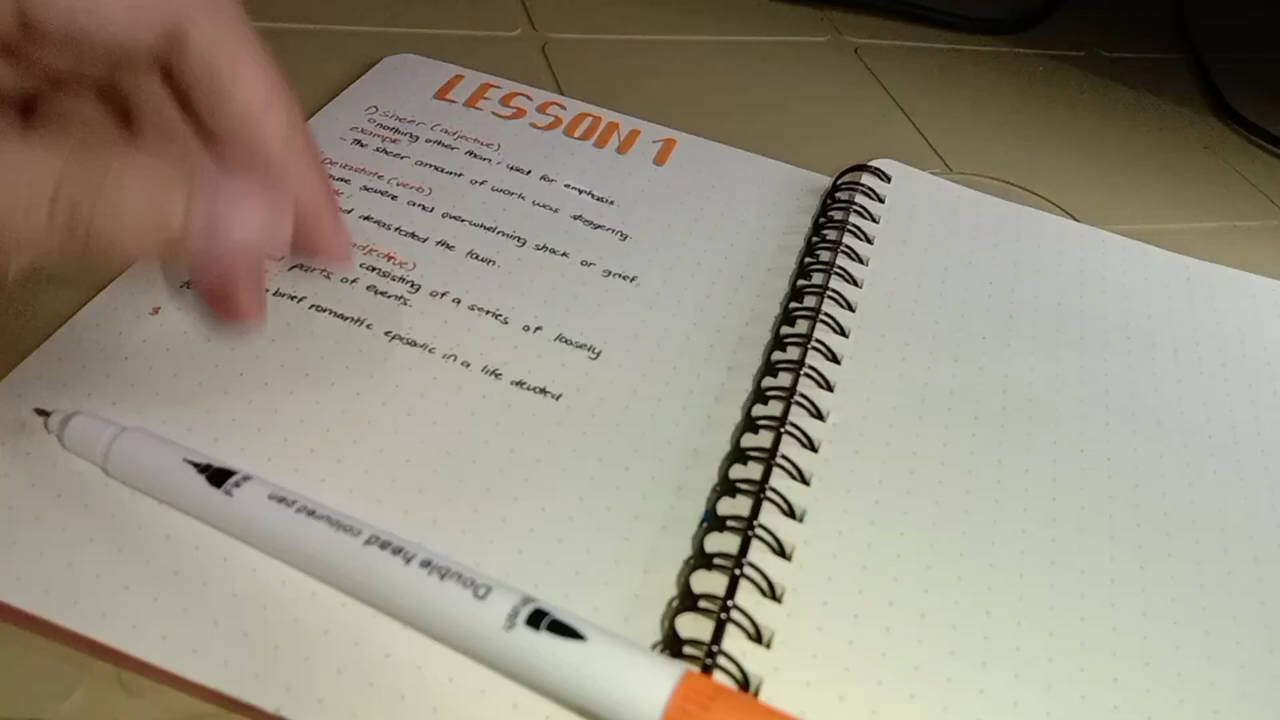 LESSON 1
1) sheer (adjective)
nothing other than; used for emphasis.
example
- The sheer amount of work was staggering.
Devastate (verb)
severe and overwhelming shock or grief.
devastated the town.
adjective)
consisting of a series of loosely
parts of events.
brief romantic episodic in a life devoted
Double head coloured pen